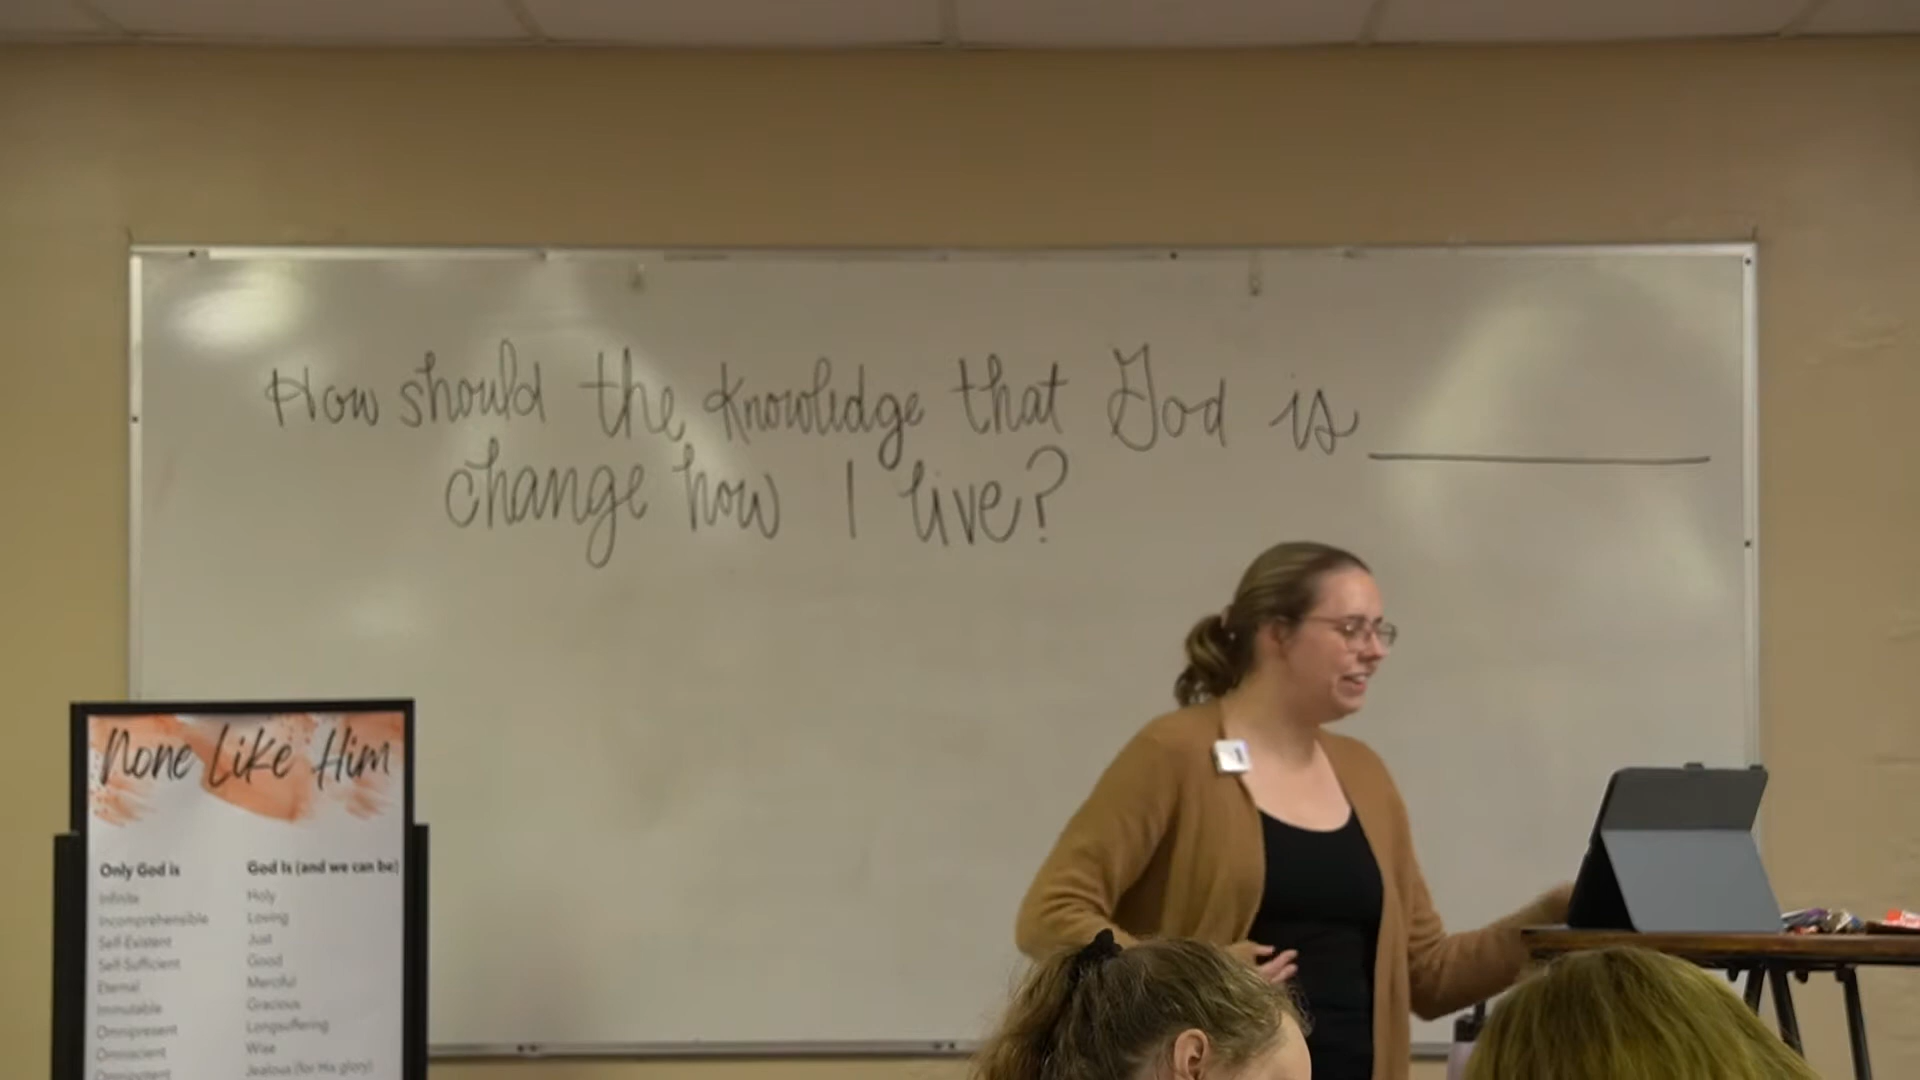 How should the knowledge that God is
change how I live?
None Like Him
Only God is
Infinite
Incomprehensible
Self-Existent
Self-Sufficient
Eternal
Immutable
Omnipresent
Omniscient
Omnipotent
God Is (and we can be)
Holy
Loving
Just
Good
Merciful
Gracious
Longsuffering
Wise
Jealous (for His glory)